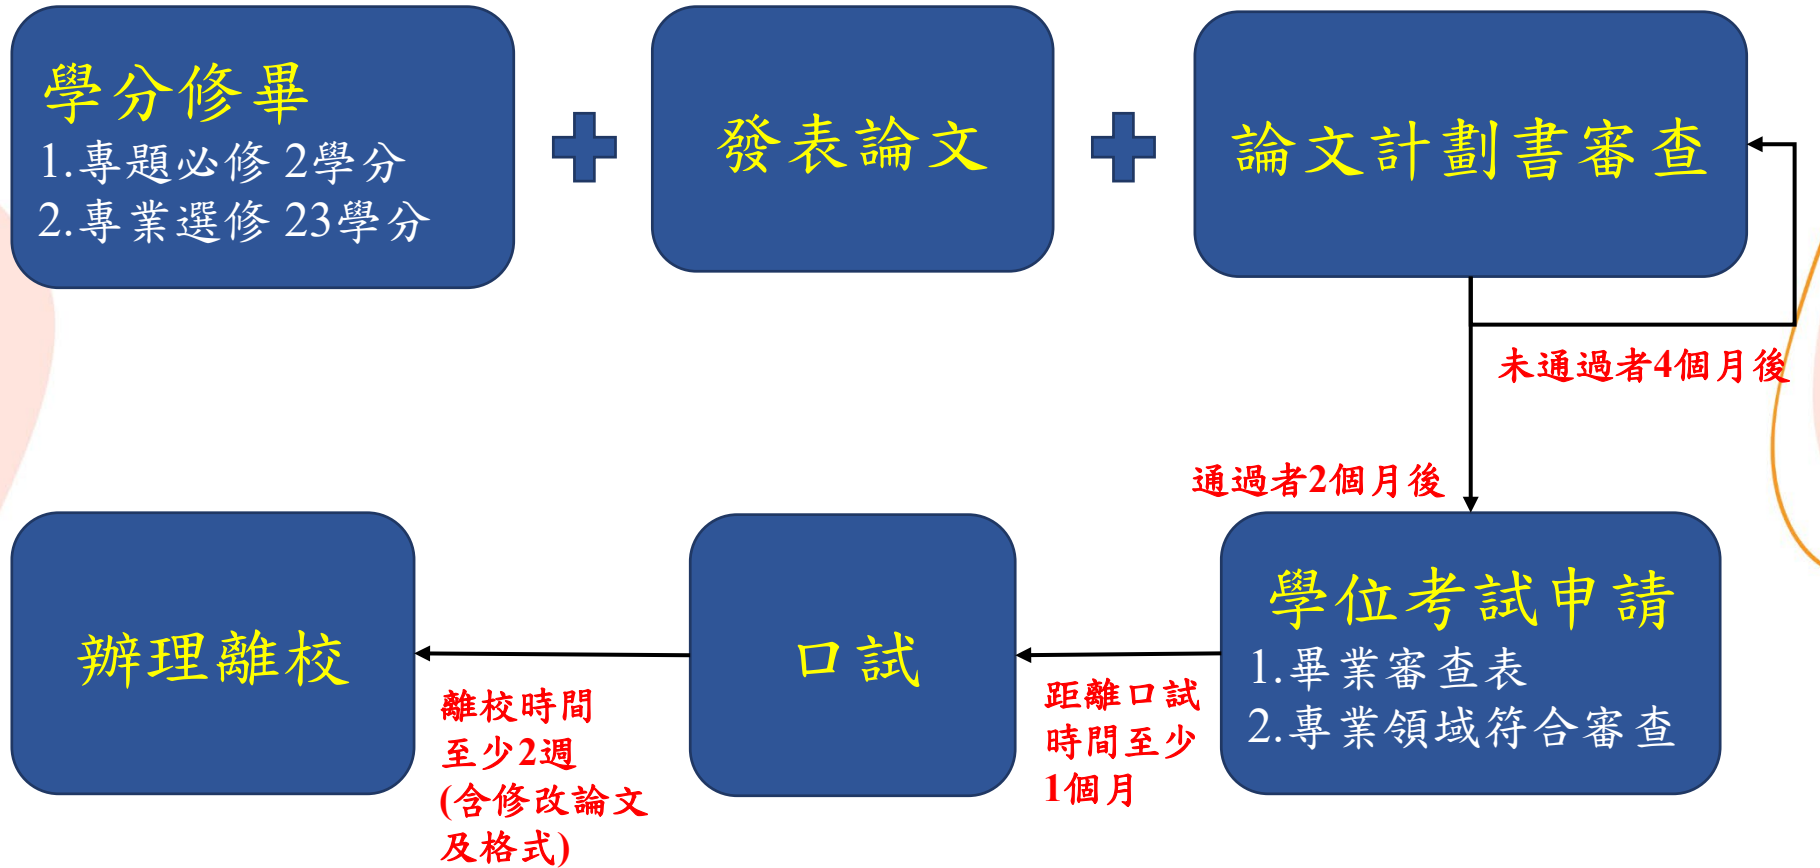 學分修畢
1.專題必修 2學分
2.專業選修 23學分
發表論文
論文計劃書審查
未通過者4個月後
通過者2個月後
學位考試申請
1.畢業審查表
2.專業領域符合審查
距離口試
時間至少
1個月
口試
離校時間
至少2週
(含修改論文
及格式)
辦理離校